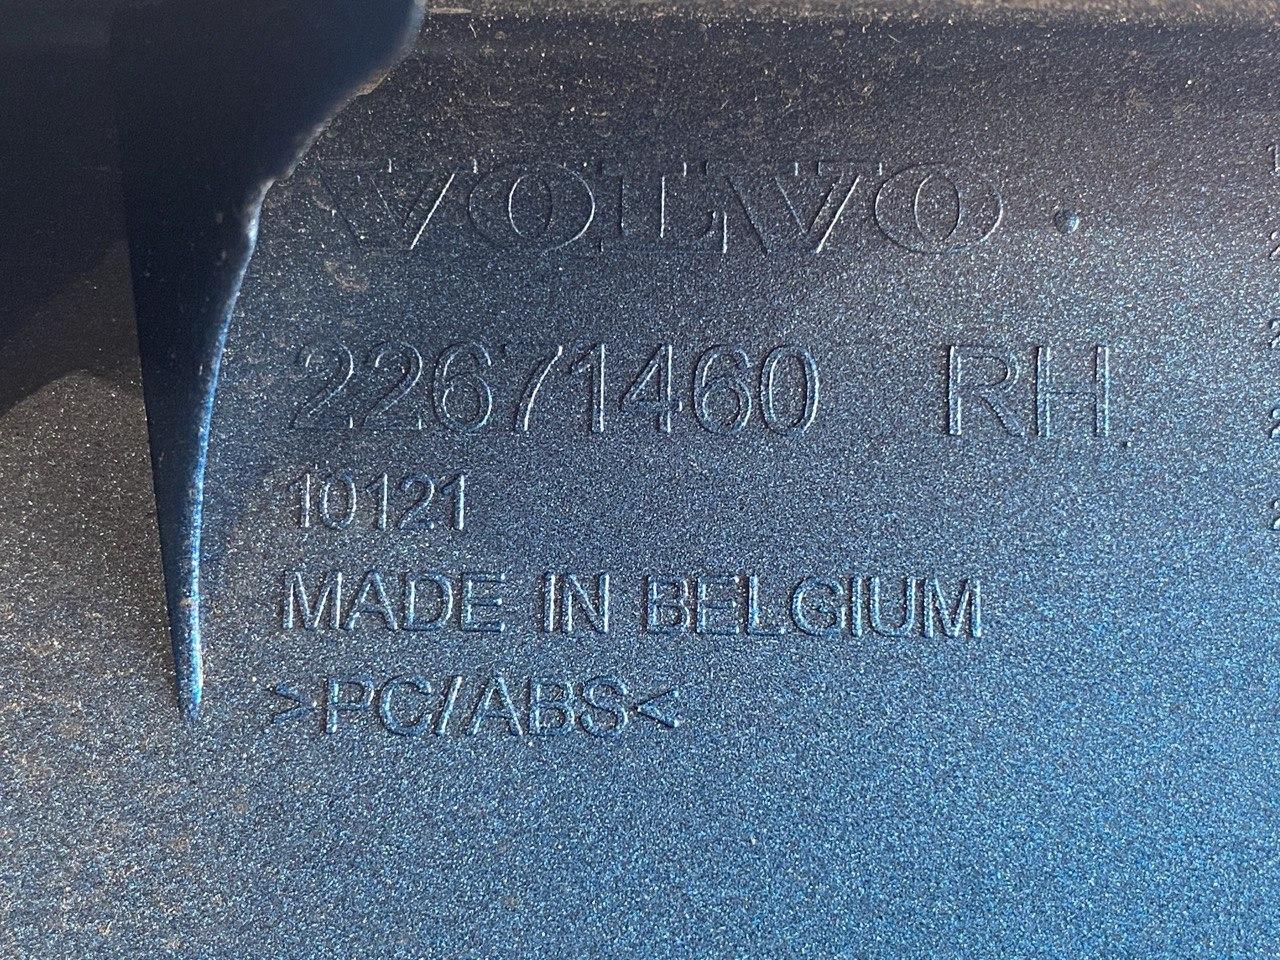 VOLVO
22671460 RH
10121
MADE IN BELGIUM
>PC/ABS<